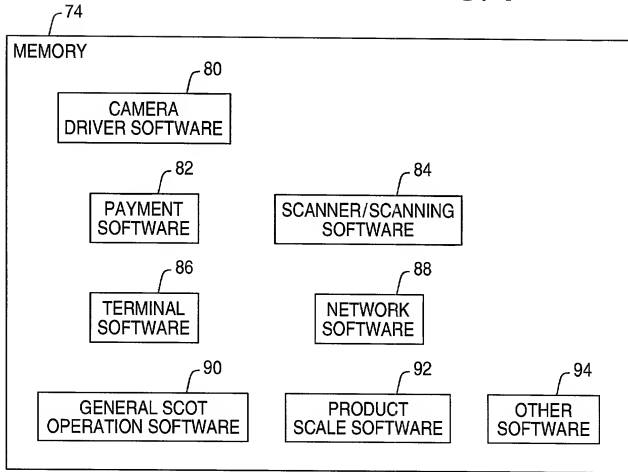 74
MEMORY
80
CAMERA
DRIVER SOFTWARE
82
PAYMENT
SOFTWARE
84
SCANNER/SCANNING
SOFTWARE
86
TERMINAL
SOFTWARE
88
NETWORK
SOFTWARE
90
GENERAL SCOT
OPERATION SOFTWARE
92
PRODUCT
SCALE SOFTWARE
94
OTHER
SOFTWARE